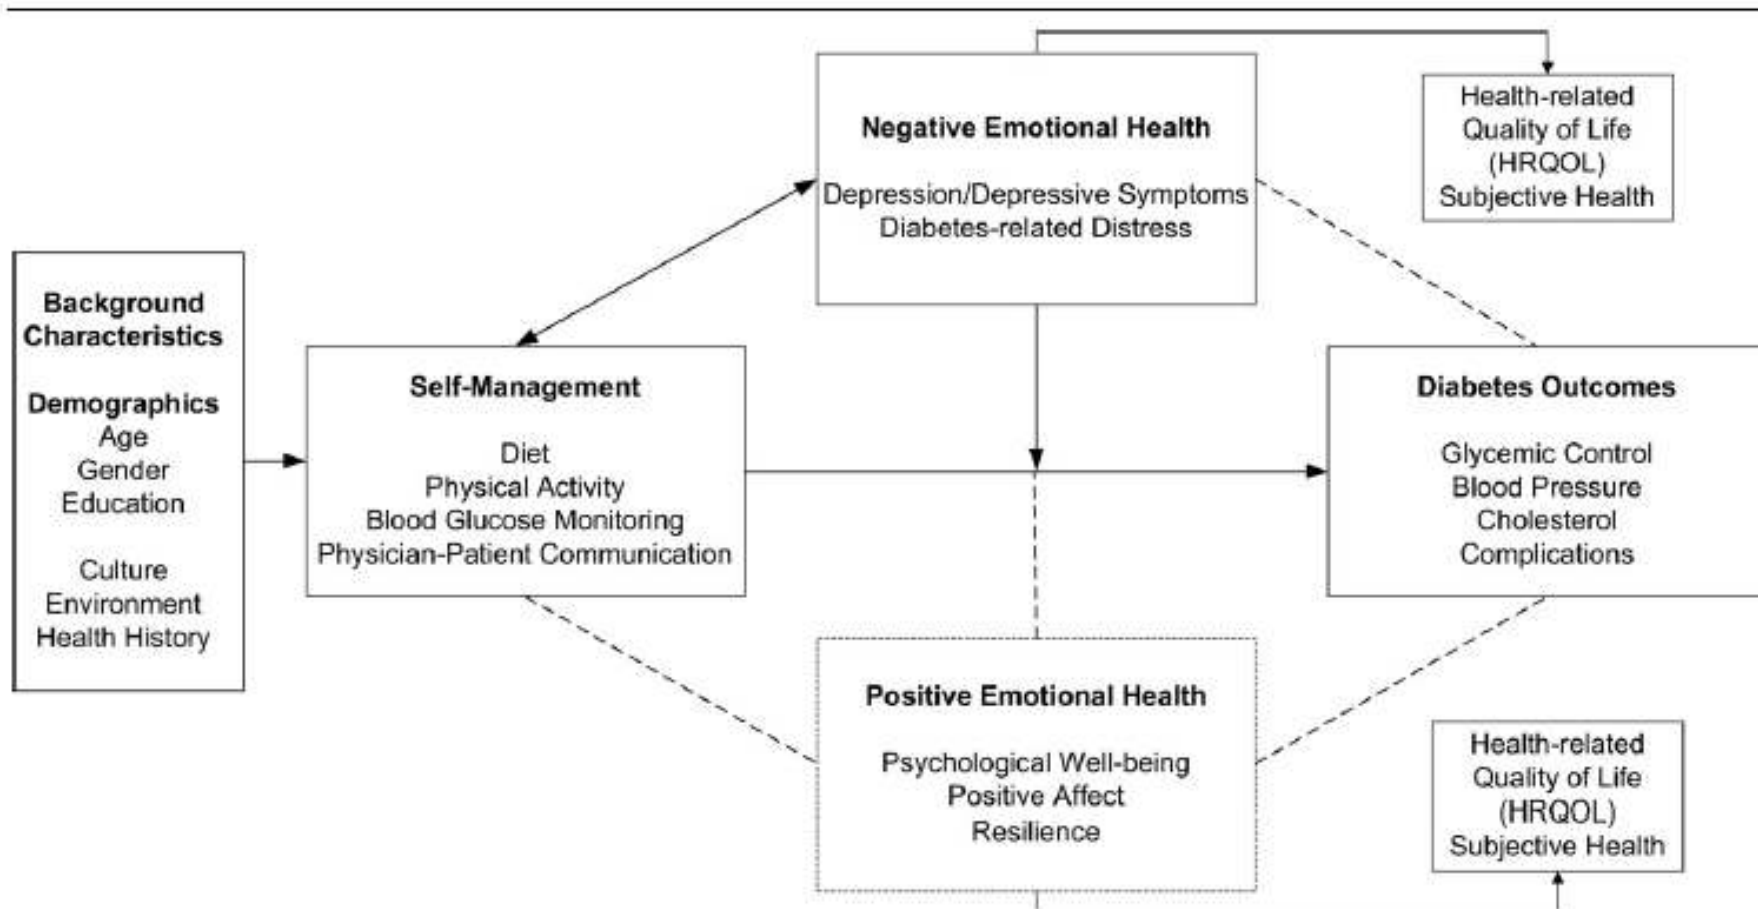 Negative Emotional Health
Depression/Depressive Symptoms
Diabetes-related Distress
Health-related
Quality of Life
(HRQOL)
Subjective Health
Background
Characteristics
Demographics
Age
Gender
Education
Culture
Environment
Health History
Self-Management
Diet
Physical Activity
Blood Glucose Monitoring
Physician-Patient Communication
Diabetes Outcomes
Glycemic Control
Blood Pressure
Cholesterol
Complications
Positive Emotional Health
Psychological Well-being
Positive Affect
Resilience
Health-related
Quality of Life
(HRQOL)
Subjective Health